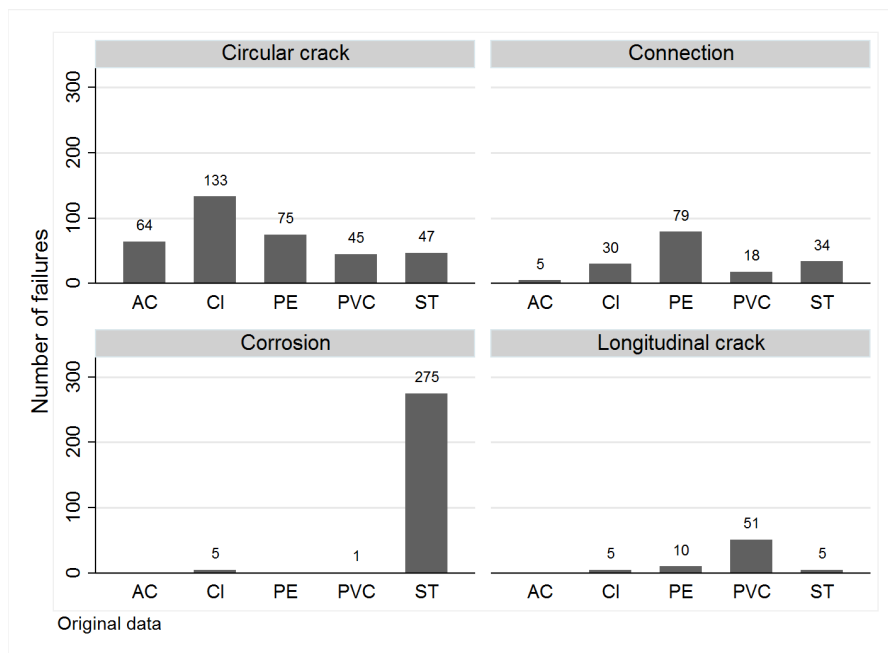 Circular crack
Connection
Number of failures
300
200
100
0
64
133
75
45
47
5
30
79
18
34
AC CI PE PVC ST
AC CI PE PVC ST
Corrosion
Longitudinal crack
300
200
100
0
5
1
275
5
10
51
5
AC CI PE PVC ST
AC CI PE PVC ST
Original data